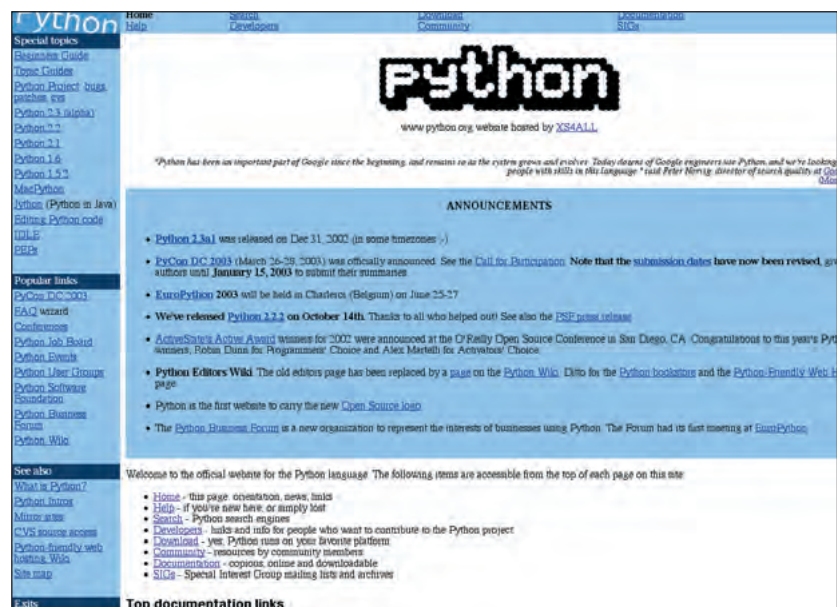 Python
Home
Search
Download
Documentation
Help
Developers
Community
SIGs
Special topics
Beginners Guide
Topic Guides
Python Project: bugs,
patches, cvs
Python 2.3 (alpha)
Python 2.2
Python 2.1
Python 1.6
Python 1.5.2
MacPython
Jython (Python in Java)
Editing Python code
IDLE
PEPs
Popular links
PyCon DC 2003
FAQ wizard
Conferences
Python Job Board
Python Events
Python User Groups
Python Software
Foundation
Python Business
Forum
Python Wiki
See also
What is Python?
Python Intros
Mirror sites
CVS source access
Python-friendly web
hosting Wiki
Site map
Exits
python
www.python.org website hosted by XS4ALL
"Python has been an important part of Google since the beginning, and remains so as the system grows and evolves. Today dozens of Google engineers use Python, and we're looking
people with skills in this language." said Peter Norvig, director of search quality at
ANNOUNCEMENTS
• Python 2.3a1 was released on Dec 31, 2002 (in some timezones ;-)
• PyCon DC 2003 (March 26-28, 2003) was officially announced. See the Call for Participation. Note that the submission dates have now been revised,
authors until January 15, 2003 to submit their summaries.
• EuroPython 2003 will be held in Charleroi (Belgium) on June 25-27
• We've released Python 2.2.2 on October 14th. Thanks to all who helped out! See also the PSF press release
• ActiveState's Active Award winners for 2002 were announced at the O'Reilly Open Source Conference in San Diego, CA. Congratulations to this year's
winners, Robin Dunn for Programmers' Choice and Alex Martelli for Activators' Choice.
• Python Editors Wiki. The old editors page has been replaced by a page on the Python Wiki. Ditto for the Python bookstore and the Python-Friendly Web
page.
• Python is the first website to carry the new Open Source logo
• The Python Business Forum is a new organization to represent the interests of businesses using Python. The Forum had its first meeting at EuroPython
Welcome to the official website for the Python language. The following items are accessible from the top of each page on this site:
• Home - this page: orientation, news, links
• Help - if you're new here, or simply lost
• Search - Python search engines
• Developers - links and info for people who want to contribute to the Python project
• Download - yes, Python runs on your favorite platform
• Community - resources by community members
• Documentation - copious, online and downloadable
• SIGs - Special Interest Group mailing lists and archives
Top documentation links